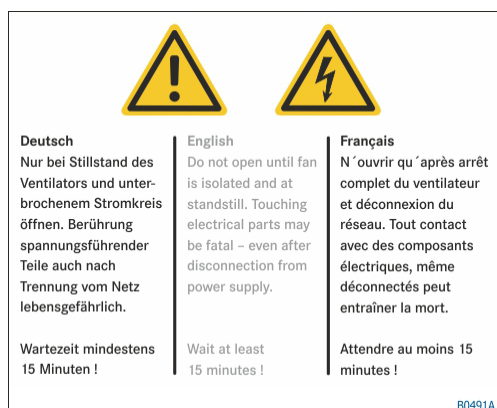 Deutsch
Nur bei Stillstand des
Ventilators und unter-
brochenem Stromkreis
öffnen. Berührung
spannungsführender
Teile auch nach
Trennung vom Netz
lebensgefährlich.
Wartezeit mindestens
15 Minuten !
English
Do not open until fan
is isolated and at
standstill. Touching
electrical parts may
be fatal – even after
disconnection from
power supply.
Wait at least
15 minutes !
Français
N´ouvrir qu´après arrêt
complet du ventilateur
et déconnexion du
réseau. Tout contact
avec des composants
électriques, même
déconnectés peut
entraîner la mort.
Attendre au moins 15
minutes !
B0491A